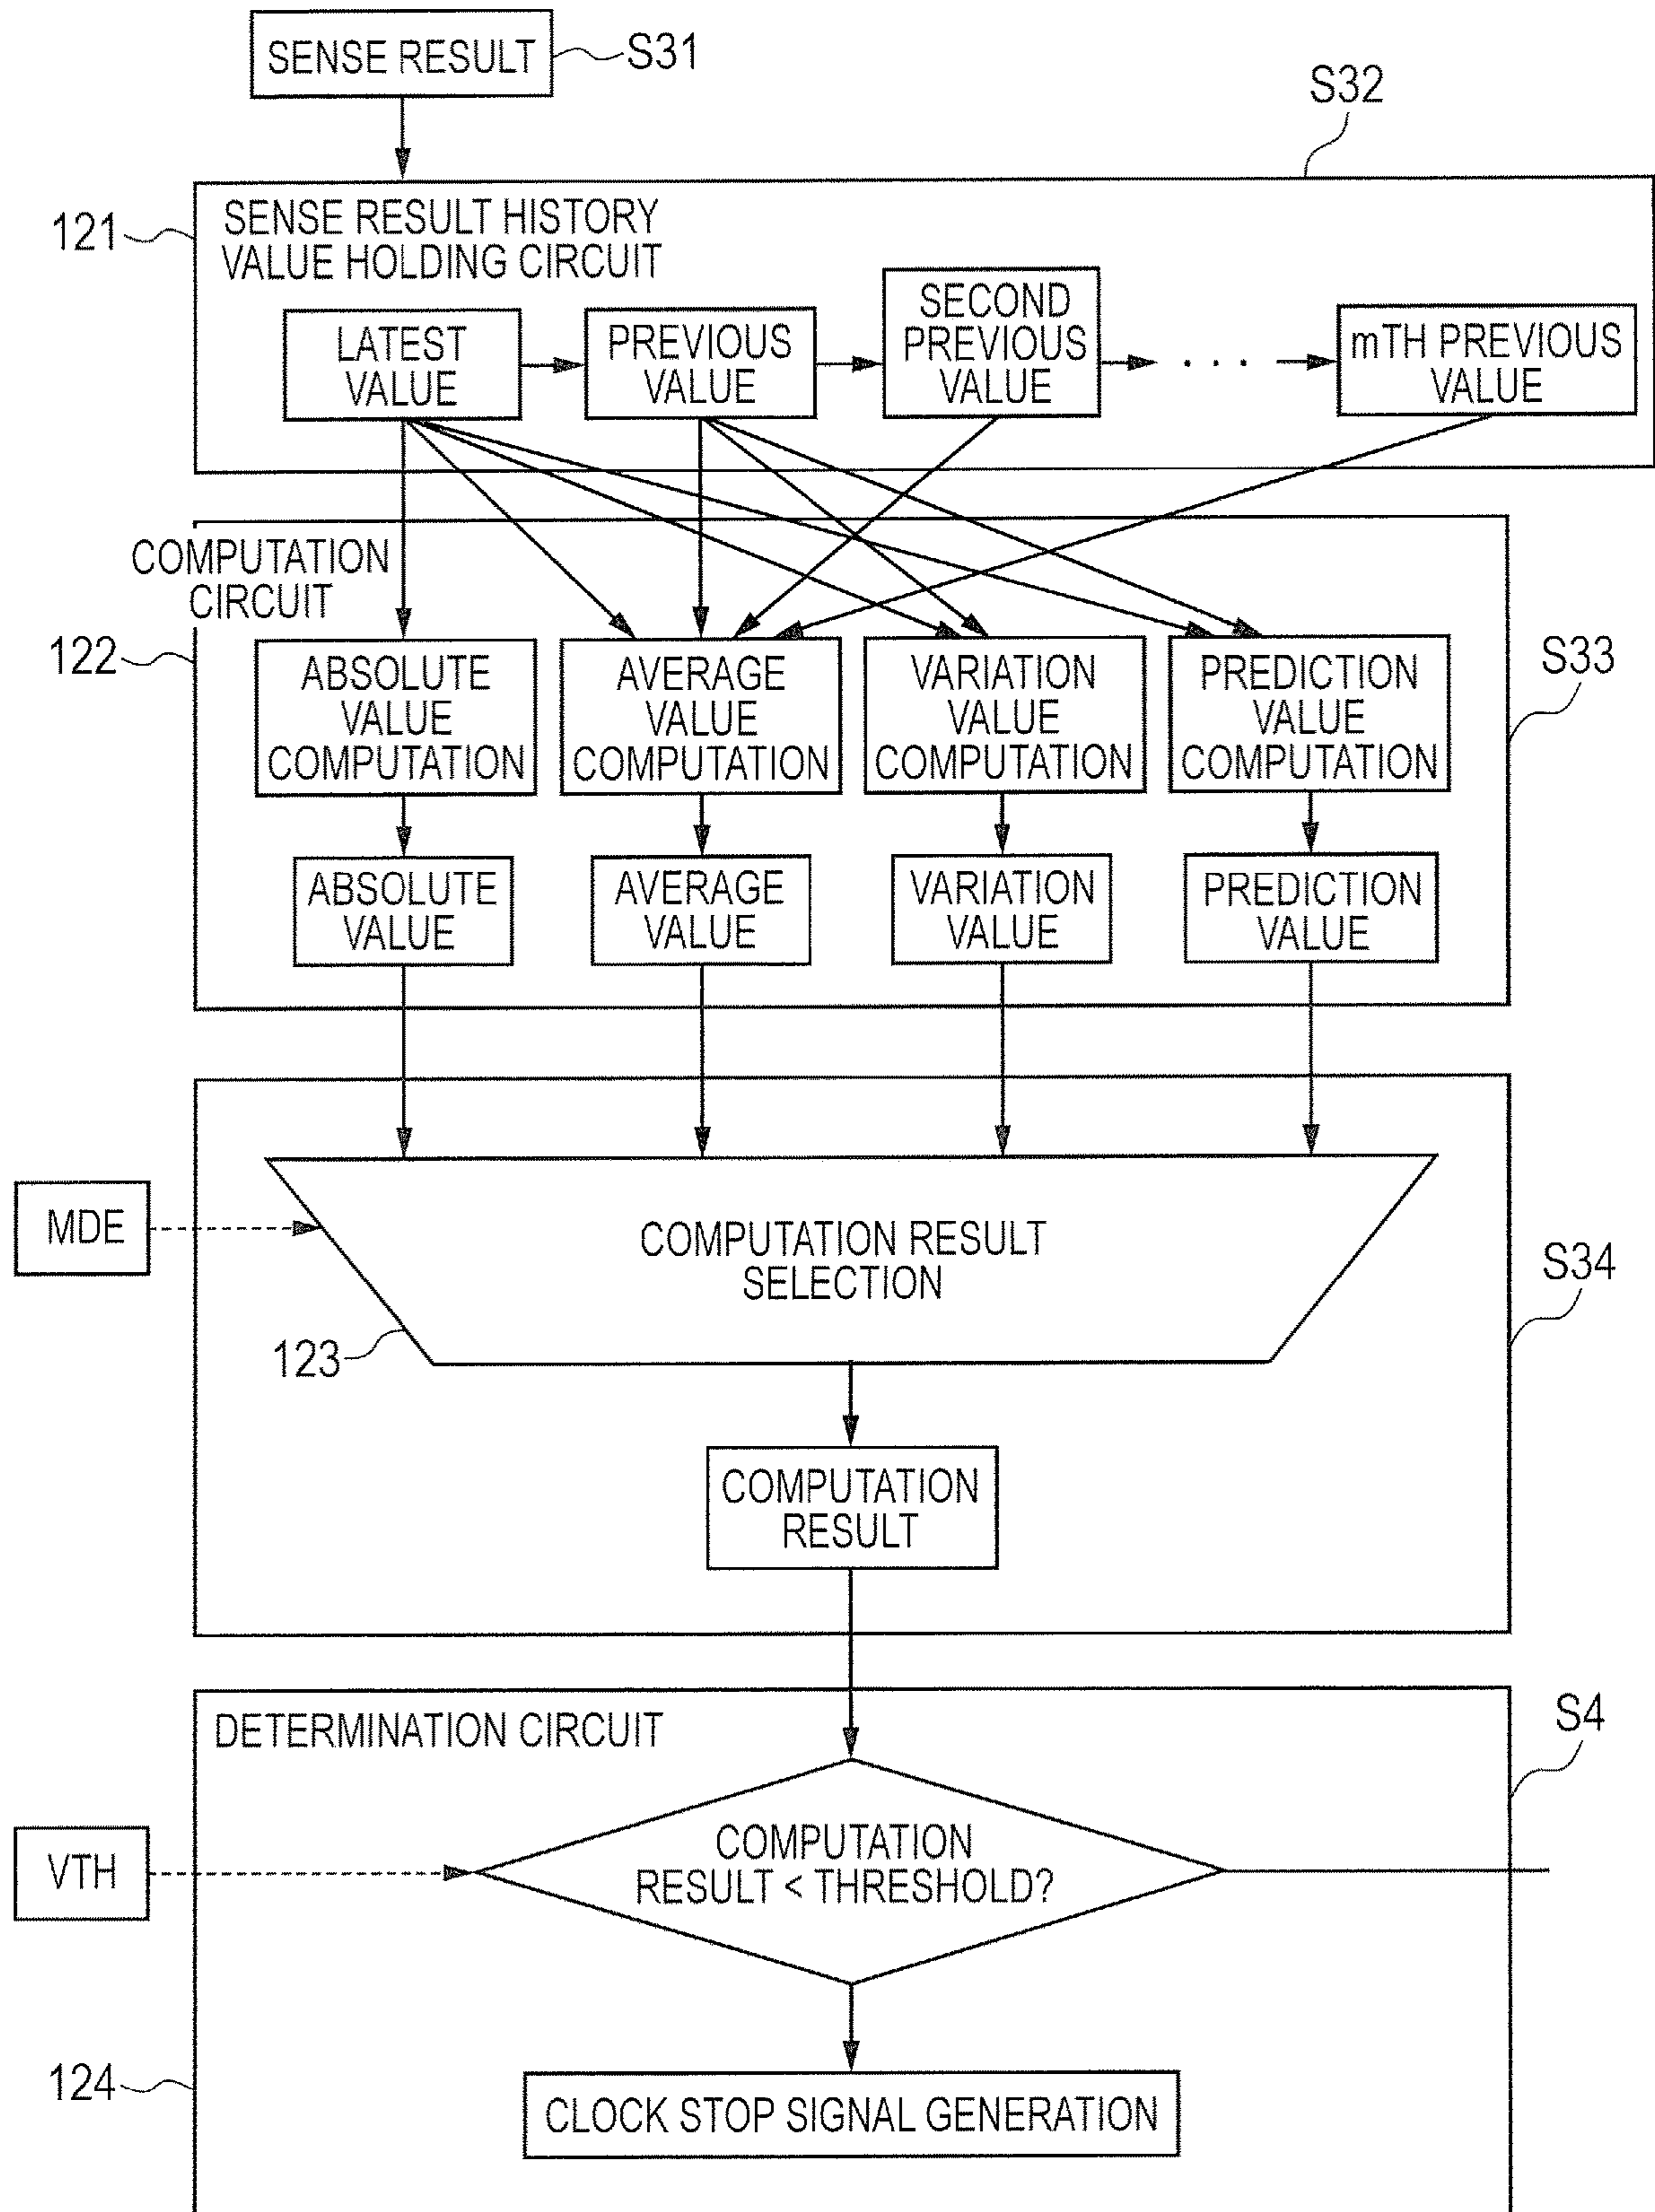 SENSE RESULT
S31
S32
121
SENSE RESULT HISTORY
VALUE HOLDING CIRCUIT
LATEST
VALUE
PREVIOUS
VALUE
SECOND
PREVIOUS
VALUE
. . .
mTH PREVIOUS
VALUE
COMPUTATION
CIRCUIT
122
S33
ABSOLUTE
VALUE
COMPUTATION
AVERAGE
VALUE
COMPUTATION
VARIATION
VALUE
COMPUTATION
PREDICTION
VALUE
COMPUTATION
ABSOLUTE
VALUE
AVERAGE
VALUE
VARIATION
VALUE
PREDICTION
VALUE
MDE
COMPUTATION RESULT
SELECTION
S34
123
COMPUTATION
RESULT
DETERMINATION CIRCUIT
S4
VTH
COMPUTATION
RESULT < THRESHOLD?
124
CLOCK STOP SIGNAL GENERATION